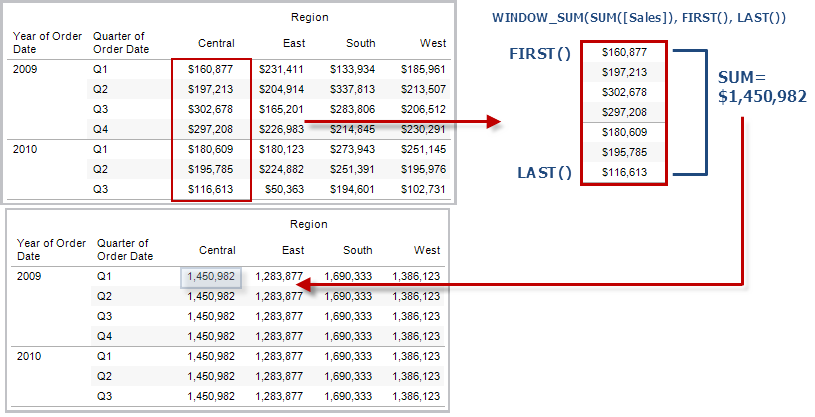 Region
Year of Order Date Quarter of Order Date Central East South West
2009 Q1 $160,877 $231,411 $133,934 $185,961
Q2 $197,213 $204,914 $337,813 $213,507
Q3 $302,678 $165,201 $283,806 $206,512
Q4 $297,208 $226,983 $214,845 $230,291
2010 Q1 $180,609 $180,123 $273,943 $251,145
Q2 $195,785 $224,882 $251,391 $195,976
Q3 $116,613 $50,363 $194,601 $102,731
WINDOW_SUM(SUM([Sales]), FIRST(), LAST())
FIRST() $160,877
$197,213
$302,678
$297,208
$180,609
$195,785
LAST() $116,613
SUM=
$1,450,982
Region
Year of Order Date Quarter of Order Date Central East South West
2009 Q1 1,450,982 1,283,877 1,690,333 1,386,123
Q2 1,450,982 1,283,877 1,690,333 1,386,123
Q3 1,450,982 1,283,877 1,690,333 1,386,123
Q4 1,450,982 1,283,877 1,690,333 1,386,123
2010 Q1 1,450,982 1,283,877 1,690,333 1,386,123
Q2 1,450,982 1,283,877 1,690,333 1,386,123
Q3 1,450,982 1,283,877 1,690,333 1,386,123